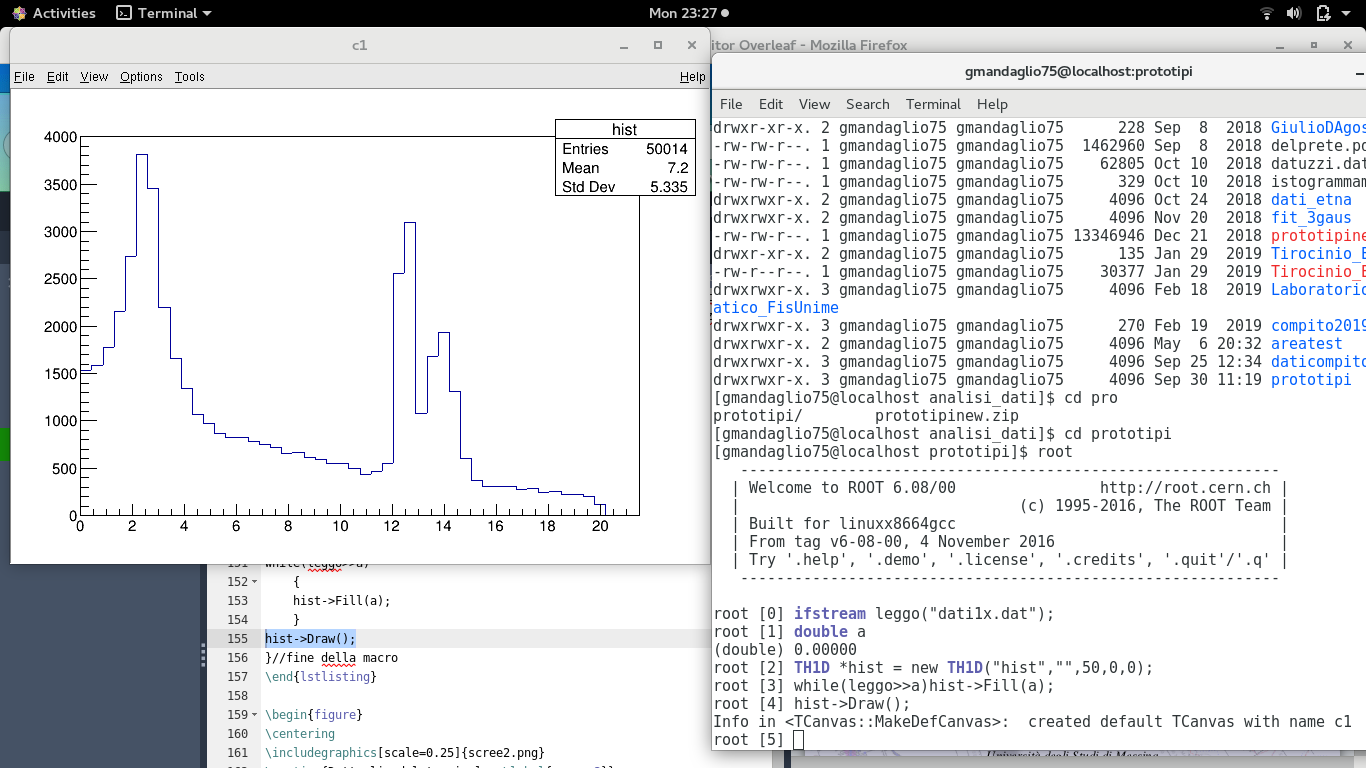 Activities Terminal Mon 23:27
c1
File Edit View Options Tools Help
hist
Entries 50014
Mean 7.2
Std Dev 5.335
4000
3500
3000
2500
2000
1500
1000
500
0
0 2 4 6 8 10 12 14 16 18 20
itor Overleaf - Mozilla Firefox
151 while(leggo>>a)
152 {
153 hist->Fill(a);
154 }
155 hist->Draw();
156 }//fine della macro
157 \end{lstlisting}
158
159 \begin{figure}
160 \centering
161 \includegraphics[scale=0.25]{scree2.png}
gmandaglio75@localhost:prototipi
File Edit View Search Terminal Help
drwxr-xr-x. 2 gmandaglio75 gmandaglio75 228 Sep 8 2018 GiulioDAgos
-rw-rw-r--. 1 gmandaglio75 gmandaglio75 1462960 Sep 8 2018 delprete.po
-rw-rw-r--. 1 gmandaglio75 gmandaglio75 62805 Oct 10 2018 datuzzi.dat
-rw-rw-r--. 1 gmandaglio75 gmandaglio75 329 Oct 10 2018 istogrammam
drwxrwxr-x. 2 gmandaglio75 gmandaglio75 4096 Oct 24 2018 dati_etna
drwxrwxr-x. 2 gmandaglio75 gmandaglio75 4096 Nov 20 2018 fit_3gaus
-rw-rw-r--. 1 gmandaglio75 gmandaglio75 13346946 Dec 21 2018 prototipine
drwxr-xr-x. 2 gmandaglio75 gmandaglio75 135 Jan 29 2019 Tirocinio_E
-rw-r--r--. 1 gmandaglio75 gmandaglio75 30377 Jan 29 2019 Tirocinio_E
drwxrwxr-x. 3 gmandaglio75 gmandaglio75 4096 Feb 18 2019 Laboratorio
atico_FisUnime
drwxrwxr-x. 3 gmandaglio75 gmandaglio75 270 Feb 19 2019 compito2019
drwxrwxr-x. 2 gmandaglio75 gmandaglio75 4096 May 6 20:32 areatest
drwxrwxr-x. 3 gmandaglio75 gmandaglio75 4096 Sep 25 12:34 daticompito
drwxrwxr-x. 3 gmandaglio75 gmandaglio75 4096 Sep 30 11:19 prototipi
[gmandaglio75@localhost analisi_dati]$ cd pro
prototipi/ prototipinew.zip
[gmandaglio75@localhost analisi_dati]$ cd prototipi
[gmandaglio75@localhost prototipi]$ root
------------------------------------------------------------
| Welcome to ROOT 6.08/00 http://root.cern.ch |
| (c) 1995-2016, The ROOT Team |
| Built for linuxx8664gcc |
| From tag v6-08-00, 4 November 2016 |
| Try '.help', '.demo', '.license', '.credits', '.quit'/'.q' |
------------------------------------------------------------
root [0] ifstream leggo("dati1x.dat");
root [1] double a
(double) 0.00000
root [2] TH1D *hist = new TH1D("hist","",50,0,0);
root [3] while(leggo>>a)hist->Fill(a);
root [4] hist->Draw();
Info in <TCanvas::MakeDefCanvas>: created default TCanvas with name c1
root [5]
Università degli Studi di Messina